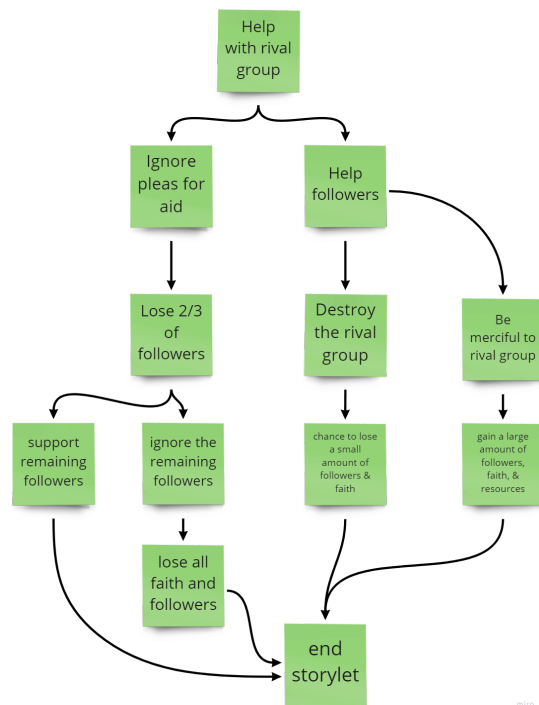 Help
with rival
group
Ignore
pleas for
aid
Help
followers
Lose 2/3
of
followers
Destroy
the rival
group
Be
merciful to
rival group
support
remaining
followers
ignore the
remaining
followers
chance to lose
a small
amount of
followers &
faith
gain a large
amount of
followers,
faith, &
resources
lose all
faith and
followers
end
storylet
miro